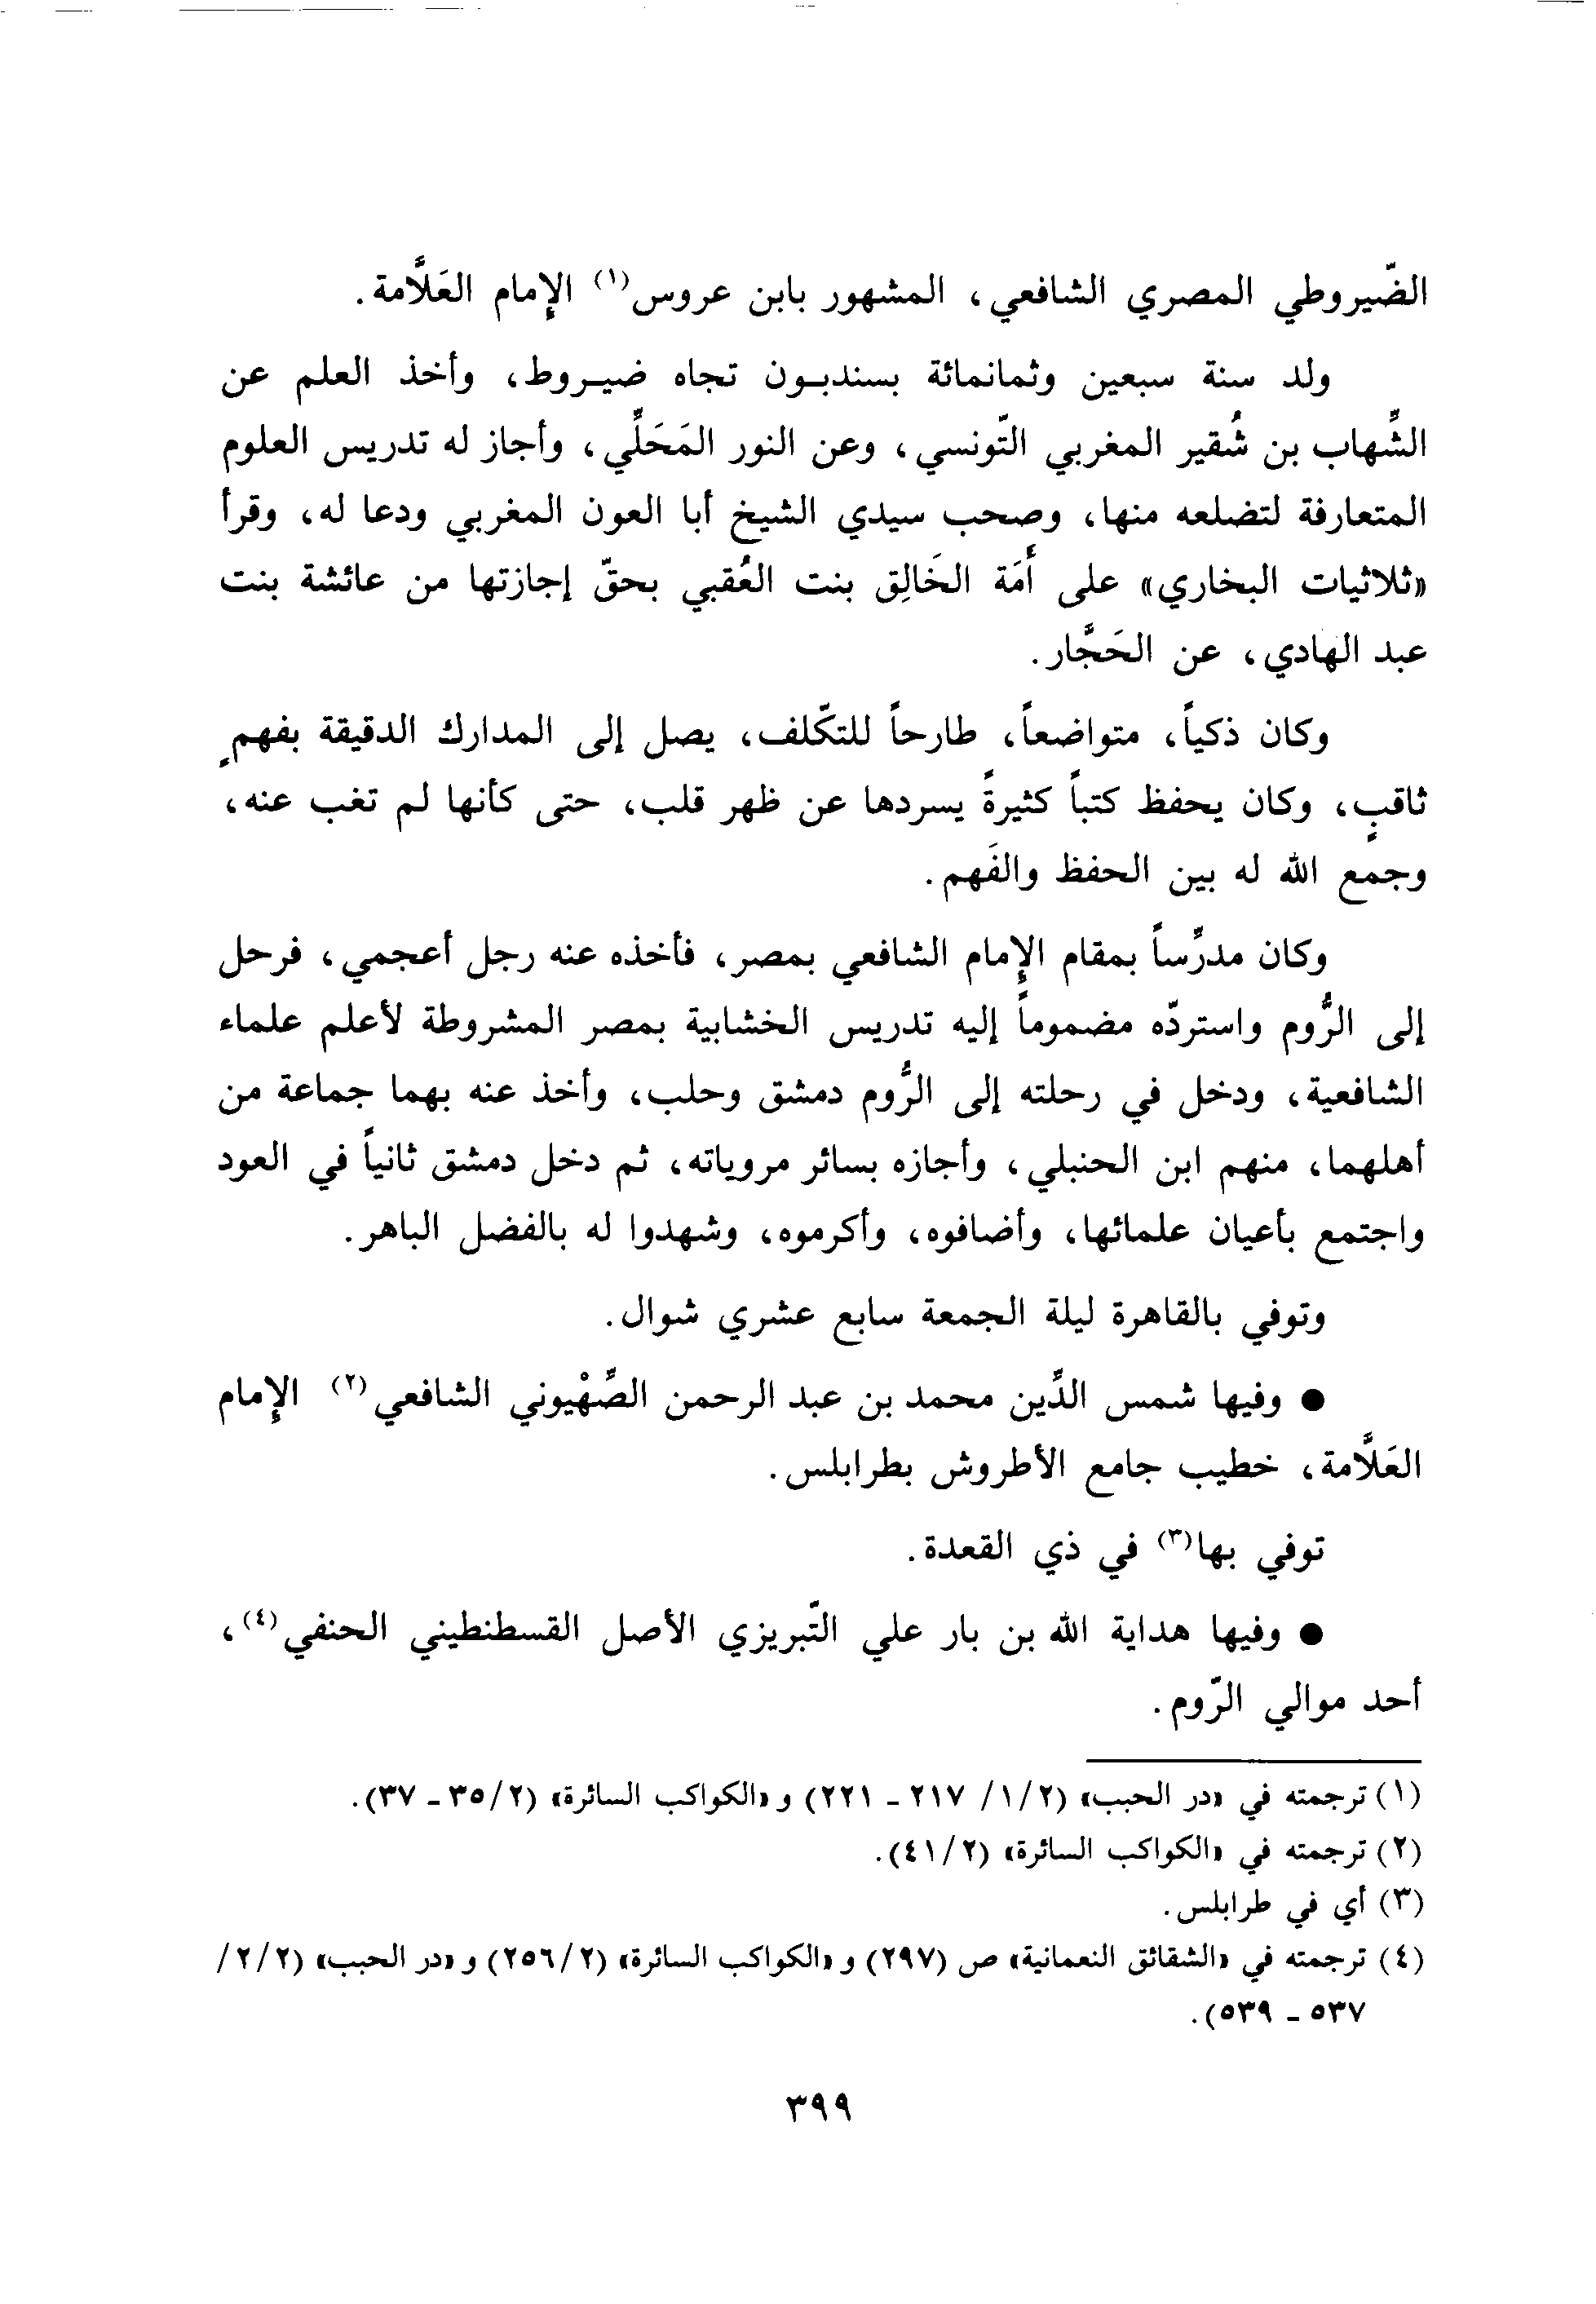 الضّيروطي المصري الشافعي، المشهور بابن عروس(١) الإمام العَلَّامة.
ولد سنة سبعين وثمانمائة بسنديون تجاه ضيروط، وأخذ العلم عن
الشِّهاب بن شُقير المغربي التّونسي، وعن النور المَحَلِّي، وأجاز له تدريس العلوم
المتعارفة لتضلعه منها، وصحب سيدي الشيخ أبا العون المغربي ودعا له، وقرأ
«ثلاثيات البخاري» على أَمَة الخَالِق بنت العُقبي بحقّ إجازتها من عائشة بنت
عبد الهادي، عن الحَجَّار.
وكان ذكياً، متواضعاً، طارحاً للتكّلف، يصل إلى المدارك الدقيقة بفهمٍ
ثاقبٍ، وكان يحفظ كتباً كثيرةً يسردها عن ظهر قلب، حتى كأنها لم تغب عنه،
وجمع الله له بين الحفظ والفَهم.
وكان مدرِّساً بمقام الإمام الشافعي بمصر، فأخذه عنه رجل أعجمي، فرحل
إلى الرُّوم واستردّه مضموماً إليه تدريس الخشابية بمصر المشروطة لأعلم علماء
الشافعية، ودخل في رحلته إلى الرُّوم دمشق وحلب، وأخذ عنه بهما جماعة من
أهلهما، منهم ابن الحنبلي، وأجازه بسائر مروياته، ثم دخل دمشق ثانياً في العود
واجتمع بأعيان علمائها، وأضافوه، وأكرموه، وشهدوا له بالفضل الباهر.
وتوفي بالقاهرة ليلة الجمعة سابع عشري شوال.
● وفيها شمس الدِّين محمد بن عبد الرحمن الصِّهْيوني الشافعي(٢) الإمام
العَلَّامة، خطيب جامع الأطروش بطرابلس.
توفي بها(٣) في ذي القعدة.
● وفيها هداية الله بن بار علي التّبريزي الأصل القسطنطيني الحنفي(٤)،
أحد موالي الرّوم.
(١) ترجمته في «در الحبب» (٢/١/ ٢١٧ - ٢٢١) و «الكواكب السائرة» (٢/٣٥ - ٣٧).
(٢) ترجمته في «الكواكب السائرة» (٢/٤١).
(٣) أي في طرابلس.
(٤) ترجمته في «الشقائق النعمانية» ص (٢٩٧) و «الكواكب السائرة» (٢/٢٥٦) و «در الحبب» (٢/٢/
٥٣٧ - ٥٣٩).
٣٩٩